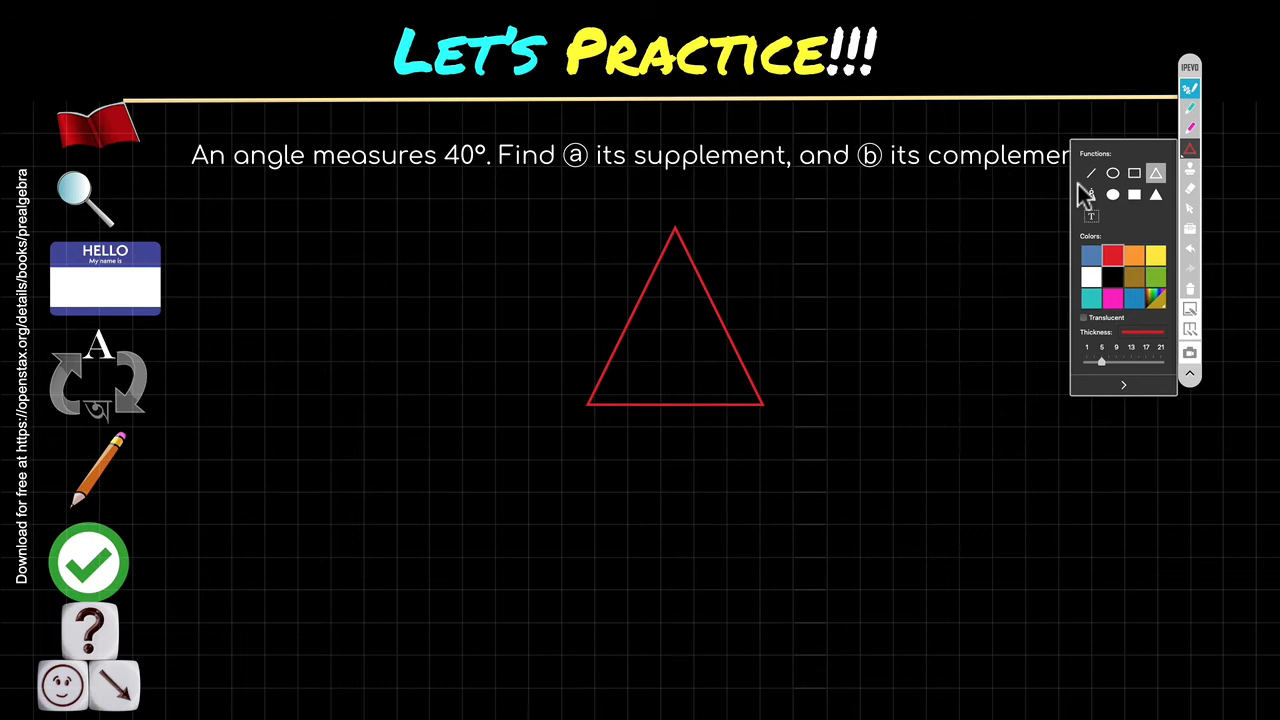 LET'S PRACTICE!!!
An angle measures 40°. Find ⓐ its supplement, and ⓑ its complemen
Download for free at https://openstax.org/details/books/prealgebra
HELLO
My name is
A
অ
?
IPEVO
Functions:
T
Colors:
Translucent
Thickness:
1 5 9 13 17 21